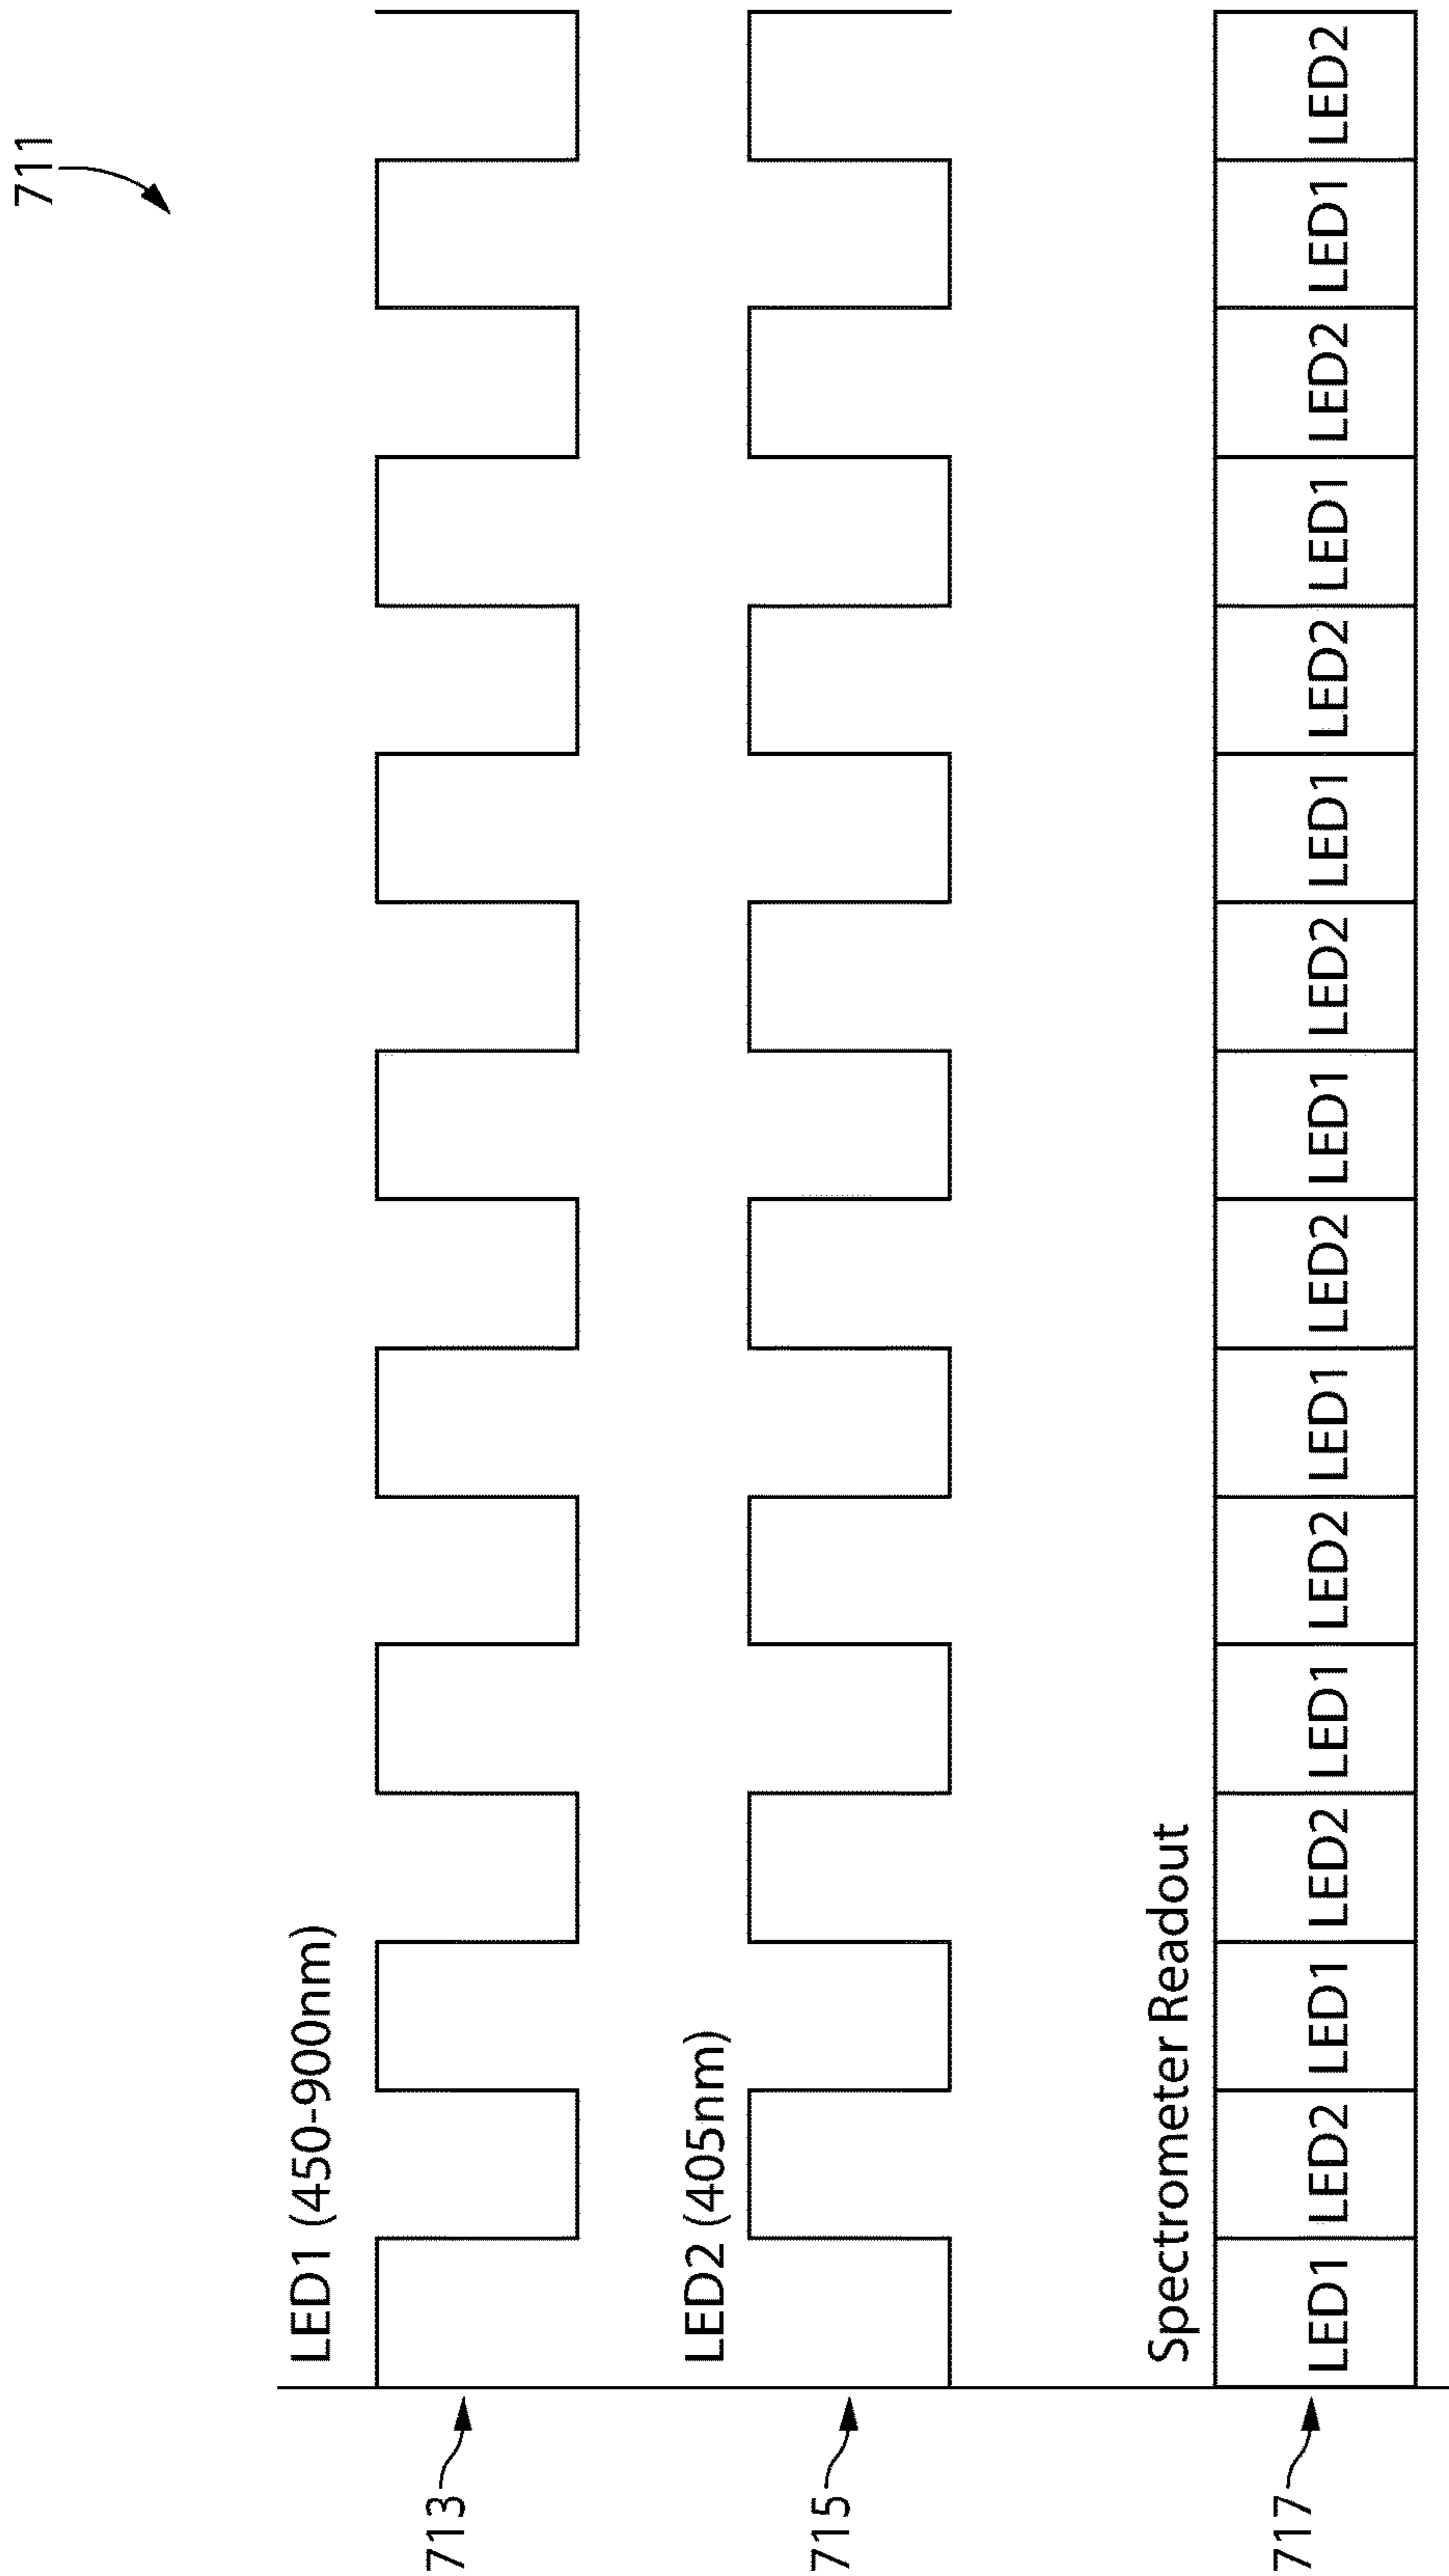 711
LED1 (450-900nm)
713
LED2 (405nm)
715
Spectrometer Readout
717
LED1 LED2 LED1 LED2 LED1 LED2 LED1 LED2 LED1 LED2 LED1 LED2 LED1 LED2 LED1 LED2